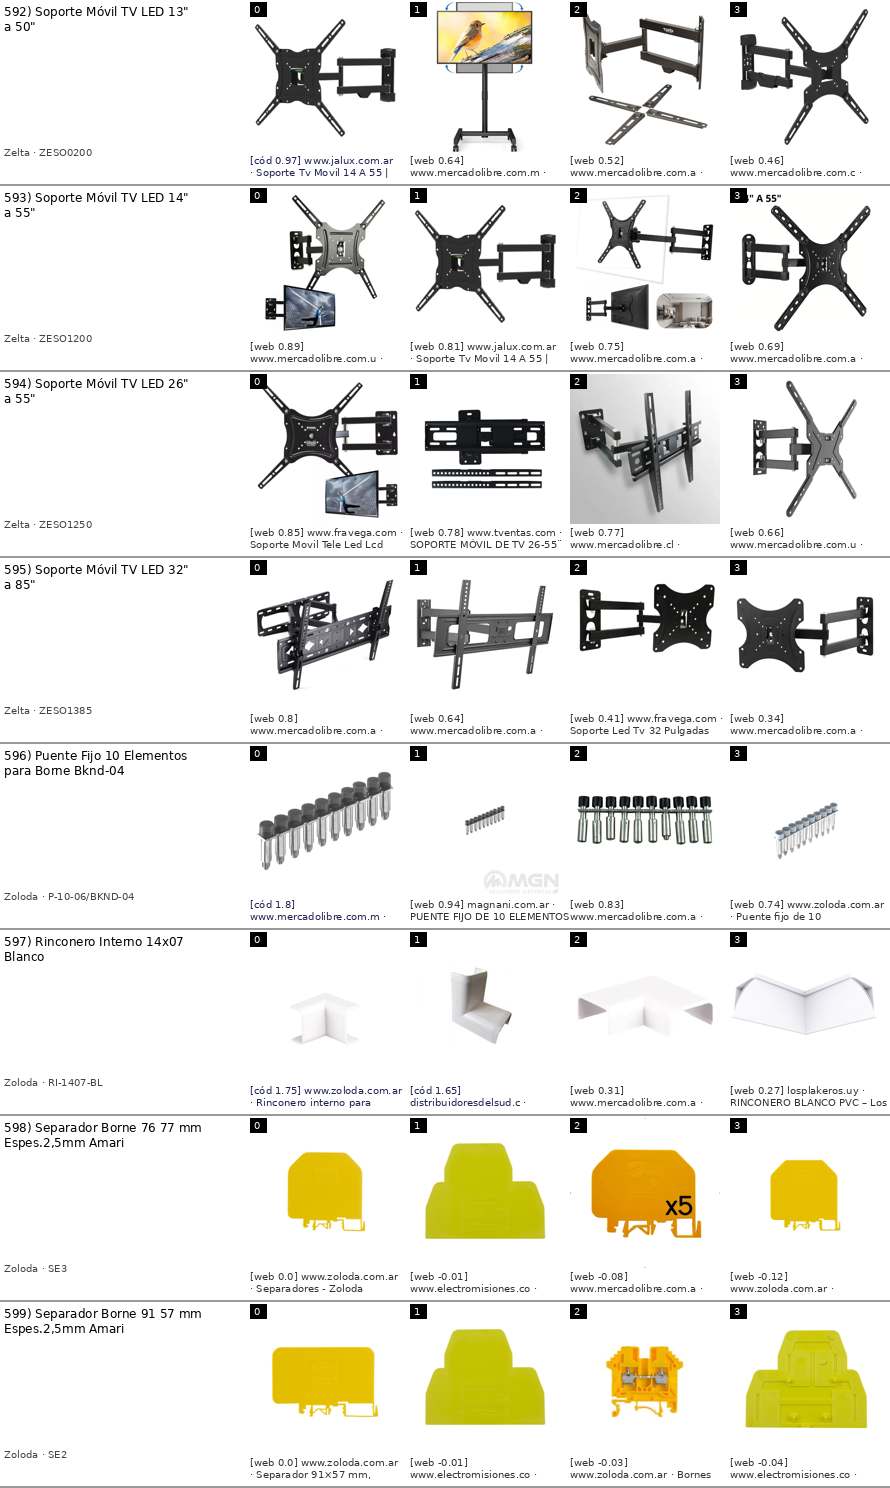 592) Soporte Móvil TV LED 13"
a 50"
Zelta · ZESO0200
0
[cód 0.97] www.jalux.com.ar
· Soporte Tv Movil 14 A 55 |
1
[web 0.64]
www.mercadolibre.com.m ·
2
[web 0.52]
www.mercadolibre.com.a ·
3
[web 0.46]
www.mercadolibre.com.c ·
593) Soporte Móvil TV LED 14"
a 55"
Zelta · ZESO1200
0
[web 0.89]
www.mercadolibre.com.u ·
1
[web 0.81] www.jalux.com.ar
· Soporte Tv Movil 14 A 55 |
2
[web 0.75]
www.mercadolibre.com.a ·
3
" A 55"
[web 0.69]
www.mercadolibre.com.a ·
594) Soporte Móvil TV LED 26"
a 55"
Zelta · ZESO1250
0
[web 0.85] www.fravega.com ·
Soporte Movil Tele Led Lcd
1
[web 0.78] www.tventas.com ·
SOPORTE MÓVIL DE TV 26-55¨
2
[web 0.77]
www.mercadolibre.cl ·
3
[web 0.66]
www.mercadolibre.com.u ·
595) Soporte Móvil TV LED 32"
a 85"
Zelta · ZESO1385
0
[web 0.8]
www.mercadolibre.com.a ·
1
[web 0.64]
www.mercadolibre.com.a ·
2
[web 0.41] www.fravega.com ·
Soporte Led Tv 32 Pulgadas
3
[web 0.34]
www.mercadolibre.com.a ·
596) Puente Fijo 10 Elementos
para Borne Bknd-04
Zoloda · P-10-06/BKND-04
0
[cód 1.8]
www.mercadolibre.com.m ·
1
MGN
[web 0.94] magnani.com.ar ·
PUENTE FIJO DE 10 ELEMENTOS
2
[web 0.83]
www.mercadolibre.com.a ·
3
[web 0.74] www.zoloda.com.ar
· Puente fijo de 10
597) Rinconero Interno 14x07
Blanco
Zoloda · RI-1407-BL
0
[cód 1.75] www.zoloda.com.ar
· Rinconero interno para
1
[cód 1.65]
distribuidoresdelsud.c ·
2
[web 0.31]
www.mercadolibre.com.a ·
3
[web 0.27] losplakeros.uy ·
RINCONERO BLANCO PVC – Los
598) Separador Borne 76 77 mm
Espes.2,5mm Amari
Zoloda · SE3
0
[web 0.0] www.zoloda.com.ar
· Separadores - Zoloda
1
[web -0.01]
www.electromisiones.co ·
2
x5
[web -0.08]
www.mercadolibre.com.a ·
3
[web -0.12]
www.zoloda.com.ar ·
599) Separador Borne 91 57 mm
Espes.2,5mm Amari
Zoloda · SE2
0
[web 0.0] www.zoloda.com.ar
· Separador 91×57 mm,
1
[web -0.01]
www.electromisiones.co ·
2
[web -0.03]
www.zoloda.com.ar · Bornes
3
[web -0.04]
www.electromisiones.co ·